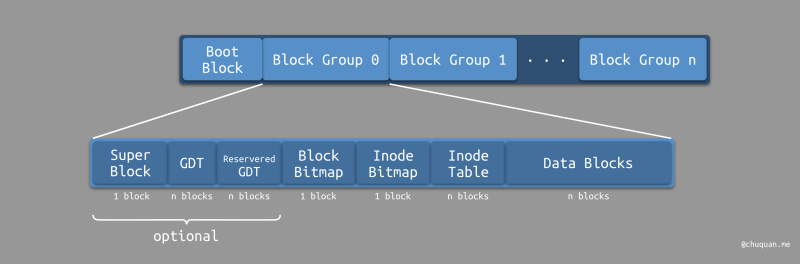 Boot
Block
Block Group 0
Block Group 1
. . .
Block Group n
Super
Block
GDT
Reservered
GDT
Block
Bitmap
Inode
Bitmap
Inode
Table
Data Blocks
1 block
n blocks
n blocks
1 block
1 block
n blocks
n blocks
optional
@chuquan.me